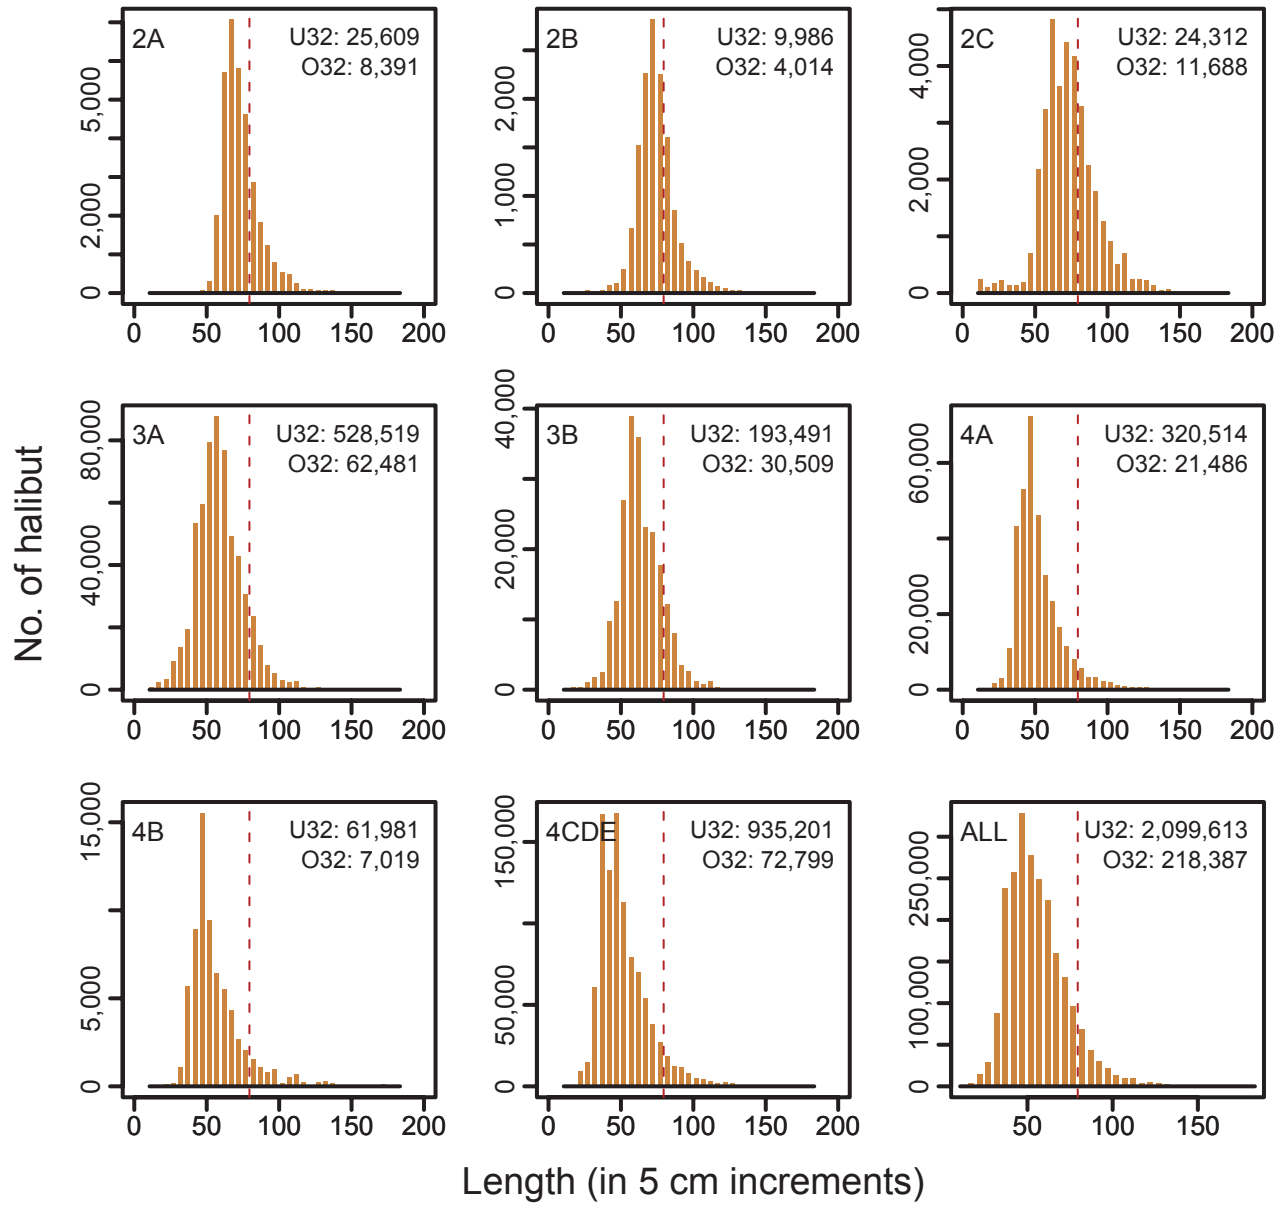 No. of halibut
2A
U32: 25,609
O32: 8,391
0
2,000
5,000
0 50 100 150 200
2B
U32: 9,986
O32: 4,014
0
1,000
2,000
0 50 100 150 200
2C
U32: 24,312
O32: 11,688
0
2,000
4,000
0 50 100 150 200
3A
U32: 528,519
O32: 62,481
0
40,000
80,000
0 50 100 150 200
3B
U32: 193,491
O32: 30,509
0
20,000
40,000
0 50 100 150 200
4A
U32: 320,514
O32: 21,486
0
20,000
60,000
0 50 100 150 200
4B
U32: 61,981
O32: 7,019
0
5,000
15,000
0 50 100 150 200
4CDE
U32: 935,201
O32: 72,799
0
50,000
150,000
0 50 100 150 200
ALL
U32: 2,099,613
O32: 218,387
0
100,000
250,000
50 100 150
Length (in 5 cm increments)